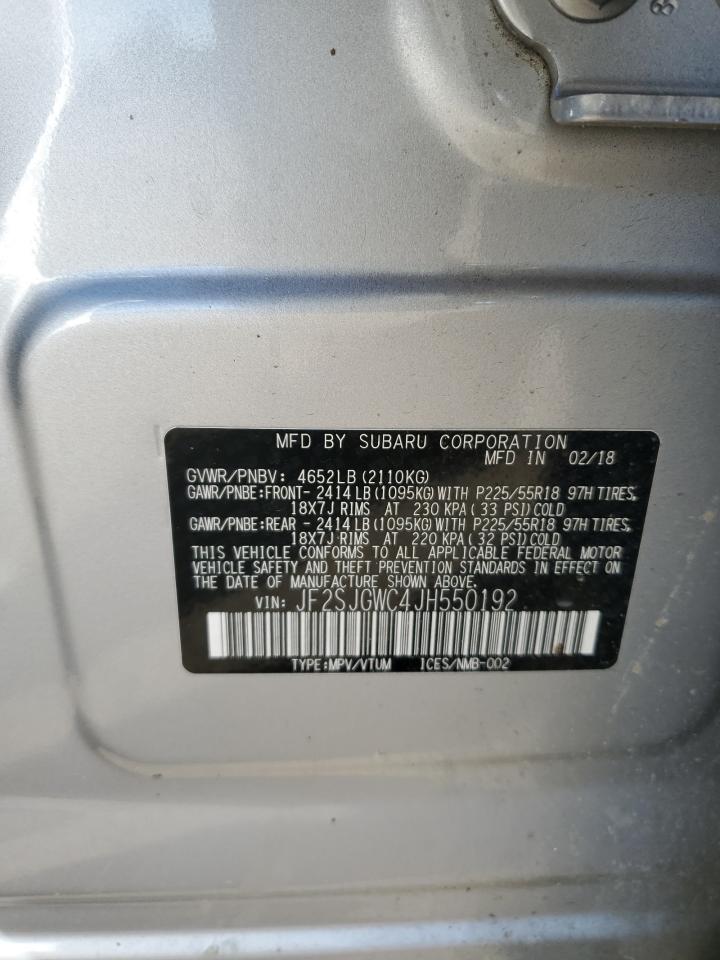 8
MFD BY SUBARU CORPORATION
MFD IN 02/18
GVWR/PNBV: 4652LB (2110KG)
GAWR/PNBE:FRONT- 2414LB (1095KG) WITH P225/55R18 97H TIRES,
18X7J RIMS AT 230 KPA ( 33 PSI) COLD
GAWR/PNBE:REAR - 2414LB (1095KG) WITH P225/55R18 97H TIRES,
18X7J RIMS AT 220 KPA ( 32 PSI) COLD
THIS VEHICLE CONFORMS TO ALL APPLICABLE FEDERAL MOTOR
VEHICLE SAFETY AND THEFT PREVENTION STANDARDS IN EFFECT ON
THE DATE OF MANUFACTURE SHOWN ABOVE.
VIN: JF2SJGWC4JH550192
TYPE:MPV/VTUM ICES/NMB-002